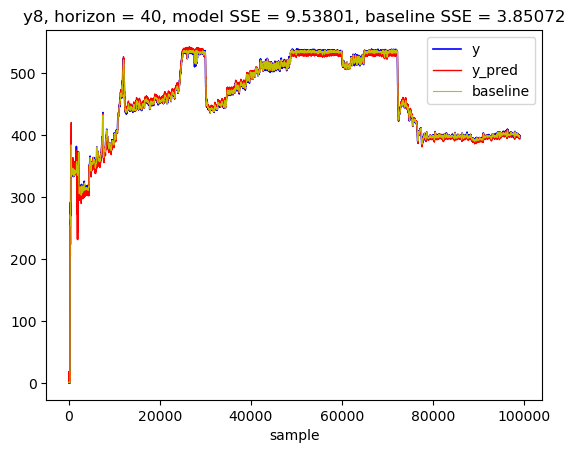 y8, horizon = 40, model SSE = 9.53801, baseline SSE = 3.85072
y
y_pred
baseline
500
400
300
200
100
0
0
20000
40000
60000
80000
100000
sample